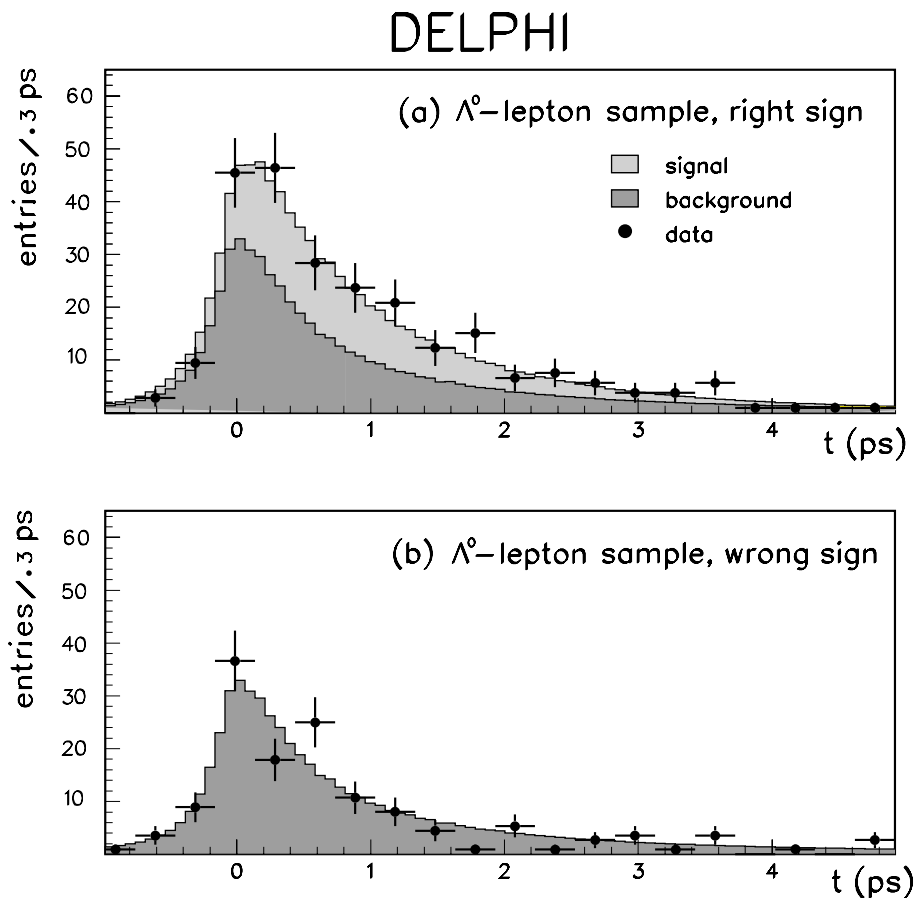 DELPHI
entries/.3 ps
60
50
40
30
20
10
(a) Λ⁰-lepton sample, right sign
signal
background
data
0 1 2 3 4
t (ps)
entries/.3 ps
60
50
40
30
20
10
(b) Λ⁰-lepton sample, wrong sign
0 1 2 3 4
t (ps)